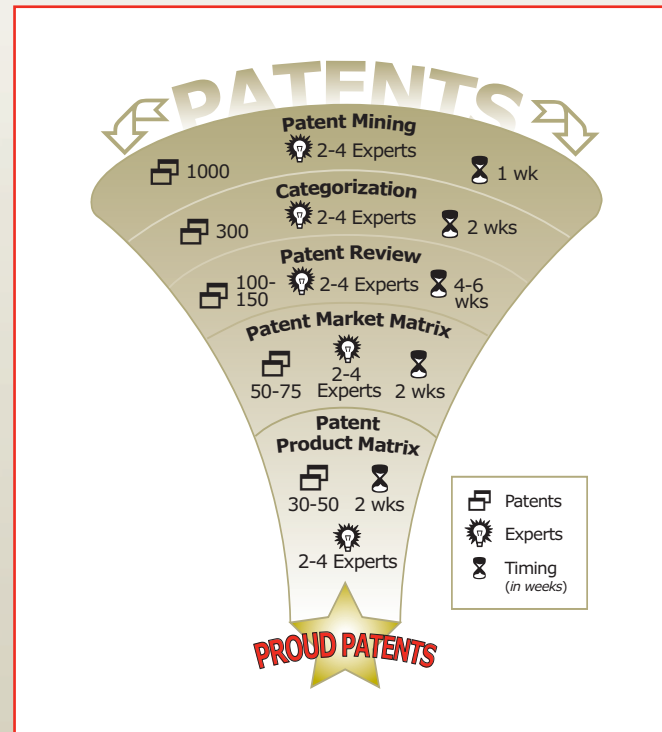 PATENTS
Patent Mining
2-4 Experts
1000
1 wk
Categorization
2-4 Experts
300
2 wks
Patent Review
100-
150
2-4 Experts
4-6
wks
Patent Market Matrix
50-75
2-4
Experts
2 wks
Patent
Product Matrix
30-50
2 wks
2-4 Experts
PROUD PATENTS
Patents
Experts
Timing
(in weeks)